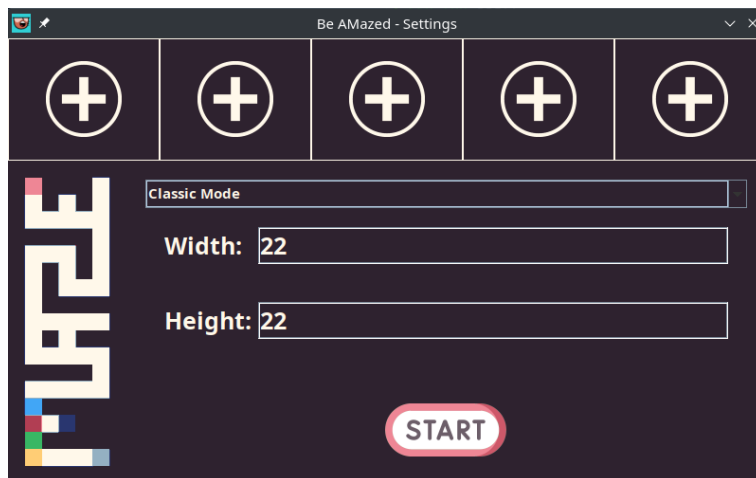 Be AMazed - Settings
Classic Mode
Width: 22
Height: 22
START